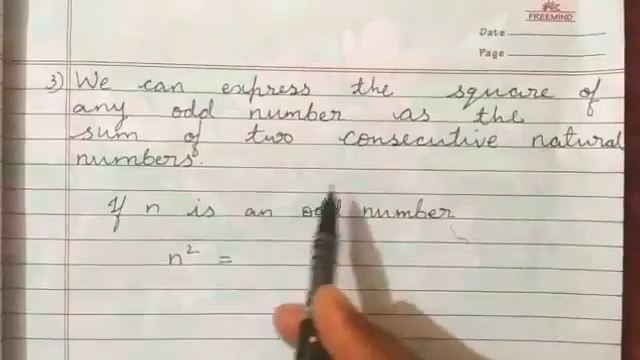 FREEMIND
Date
Page
3) We can express the square of
any odd number as the
sum of two consecutive natural
numbers.
If n is an odd number
n² =